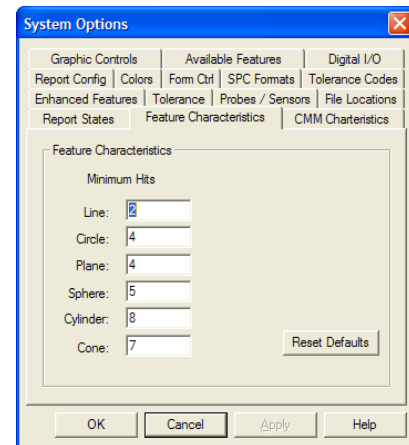 System Options
Graphic Controls Available Features Digital I/O
Report Config Colors Form Ctrl SPC Formats Tolerance Codes
Enhanced Features Tolerance Probes / Sensors File Locations
Report States Feature Characteristics CMM Charteristics
Feature Characteristics
Minimum Hits
Line: 2
Circle: 4
Plane: 4
Sphere: 5
Cylinder: 8
Cone: 7
Reset Defaults
OK Cancel Apply Help